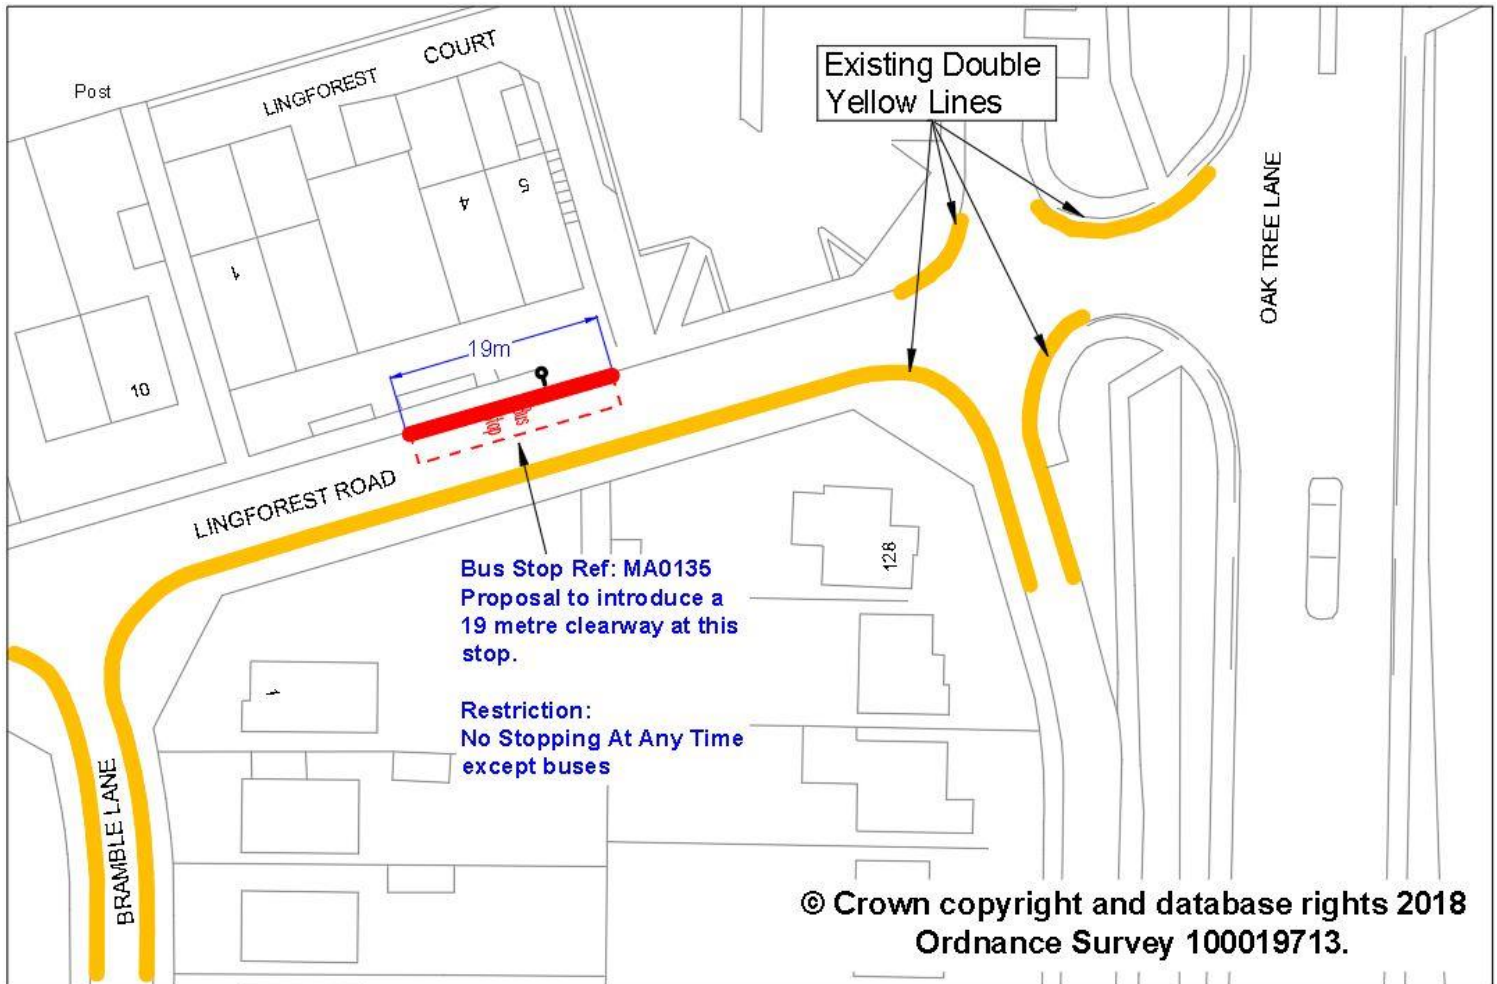 Post
LINGFOREST COURT
Existing Double
Yellow Lines
OAK TREE LANE
5
4
1
10
19m
bus
stop
LINGFOREST ROAD
128
Bus Stop Ref: MA0135
Proposal to introduce a
19 metre clearway at this
stop.
Restriction:
No Stopping At Any Time
except buses
1
BRAMBLE LANE
© Crown copyright and database rights 2018
Ordnance Survey 100019713.